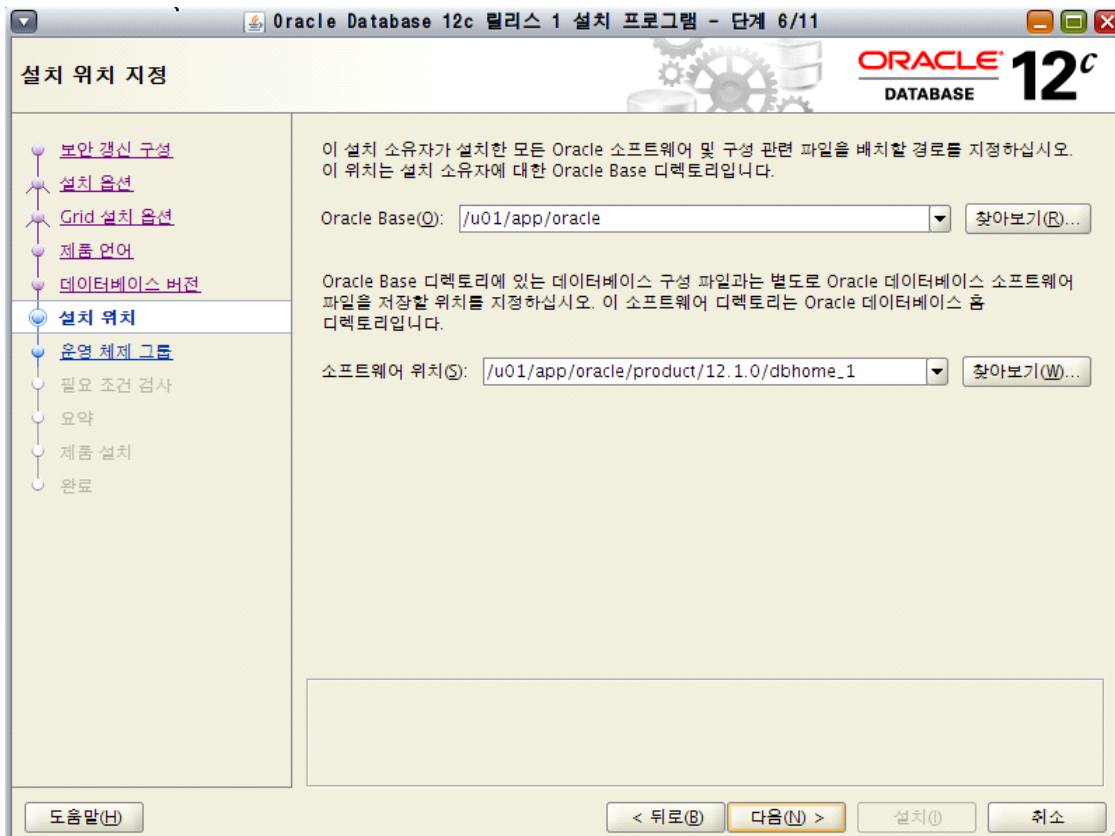 Oracle Database 12c 릴리스 1 설치 프로그램 - 단계 6/11
설치 위치 지정
ORACLE DATABASE 12c
보안 갱신 구성
설치 옵션
Grid 설치 옵션
제품 언어
데이터베이스 버전
설치 위치
운영 체제 그룹
필요 조건 검사
요약
제품 설치
완료
이 설치 소유자가 설치한 모든 Oracle 소프트웨어 및 구성 관련 파일을 배치할 경로를 지정하십시오.
이 위치는 설치 소유자에 대한 Oracle Base 디렉토리입니다.
Oracle Base(O): /u01/app/oracle 찾아보기(R)...
Oracle Base 디렉토리에 있는 데이터베이스 구성 파일과는 별도로 Oracle 데이터베이스 소프트웨어
파일을 저장할 위치를 지정하십시오. 이 소프트웨어 디렉토리는 Oracle 데이터베이스 홈
디렉토리입니다.
소프트웨어 위치(S): /u01/app/oracle/product/12.1.0/dbhome_1 찾아보기(W)...
도움말(H) < 뒤로(B) 다음(N) > 설치(I) 취소